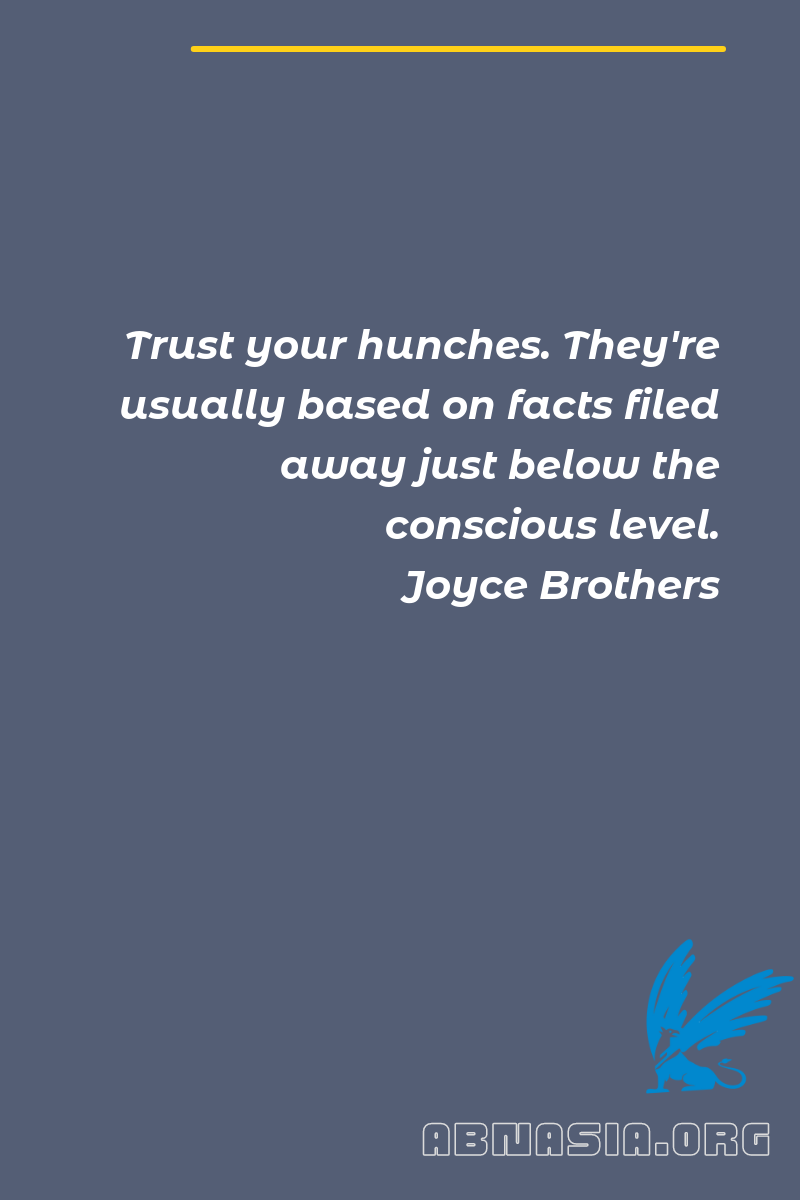 Trust your hunches. They're
usually based on facts filed
away just below the
conscious level.
Joyce Brothers
ABNASIA.ORG